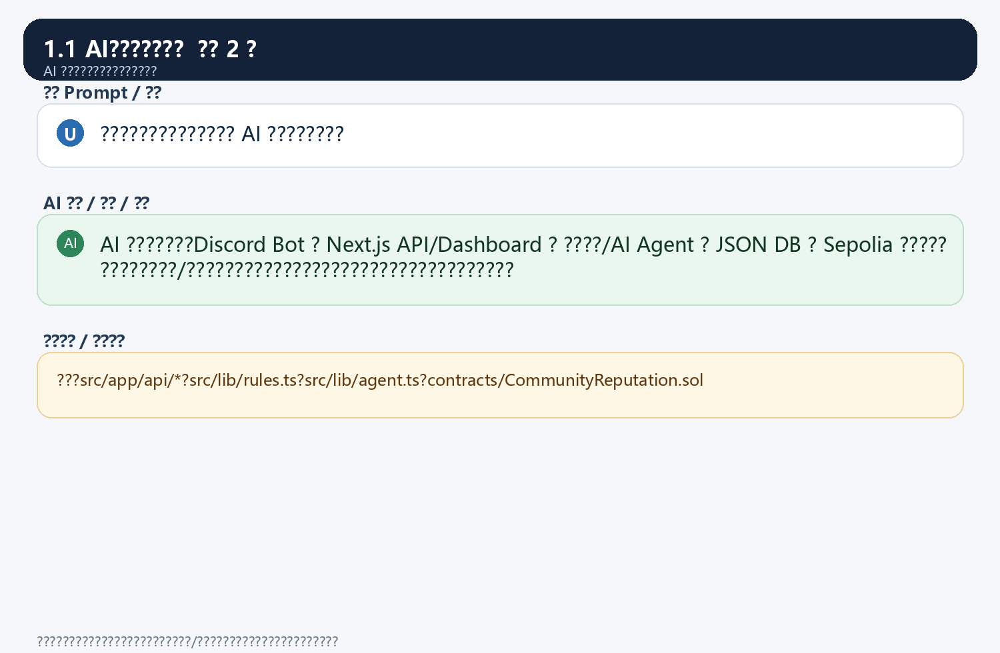 1.1 AI???????  ?? 2 ?
AI ???????????????
?? Prompt / ??
U
?????????????? AI ????????
AI ?? / ?? / ??
AI
AI ???????Discord Bot ? Next.js API/Dashboard ? ????/AI Agent ? JSON DB ? Sepolia ?????
????????/??????????????????????????????????
???? / ????
???src/app/api/*?src/lib/rules.ts?src/lib/agent.ts?contracts/CommunityReputation.sol
????????????????????????/??????????????????????